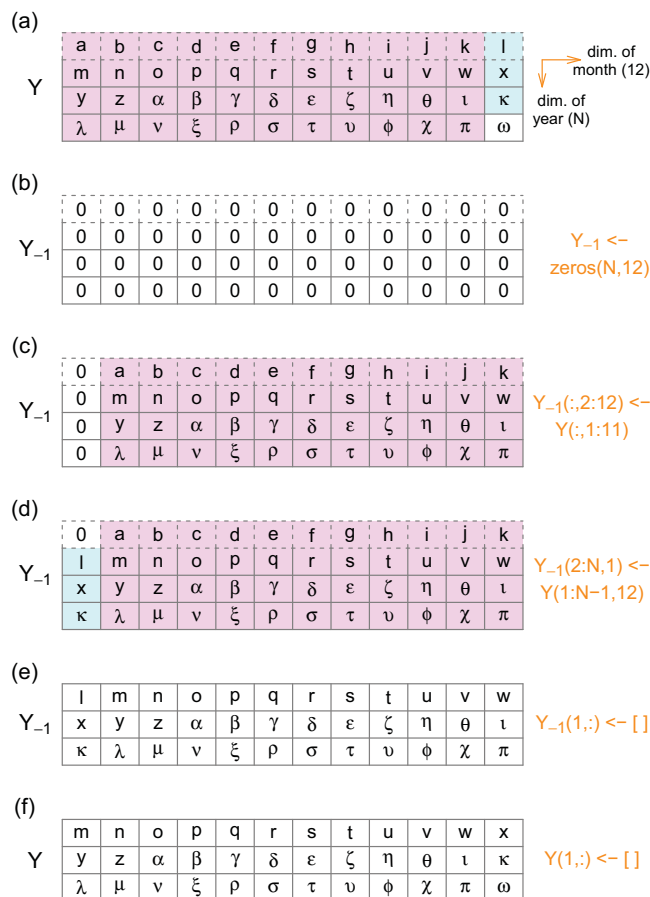 (a)
a b c d e f g h i j k l
m n o p q r s t u v w x
Y
y z α β γ δ ε ζ η θ ι κ
λ μ ν ξ ρ σ τ υ φ χ π ω
dim. of
month (12)
dim. of
year (N)
(b)
0 0 0 0 0 0 0 0 0 0 0 0
0 0 0 0 0 0 0 0 0 0 0 0
Y₋₁
0 0 0 0 0 0 0 0 0 0 0 0
0 0 0 0 0 0 0 0 0 0 0 0
Y₋₁ <−
zeros(N,12)
(c)
0 a b c d e f g h i j k
0 m n o p q r s t u v w
Y₋₁
0 y z α β γ δ ε ζ η θ ι
0 λ μ ν ξ ρ σ τ υ φ χ π
Y₋₁(:,2:12) <−
Y(:,1:11)
(d)
0 a b c d e f g h i j k
l m n o p q r s t u v w
Y₋₁
x y z α β γ δ ε ζ η θ ι
κ λ μ ν ξ ρ σ τ υ φ χ π
Y₋₁(2:N,1) <−
Y(1:N−1,12)
(e)
l m n o p q r s t u v w
Y₋₁
x y z α β γ δ ε ζ η θ ι
κ λ μ ν ξ ρ σ τ υ φ χ π
Y₋₁(1,:) <− [ ]
(f)
m n o p q r s t u v w x
Y
y z α β γ δ ε ζ η θ ι κ
λ μ ν ξ ρ σ τ υ φ χ π ω
Y(1,:) <− [ ]